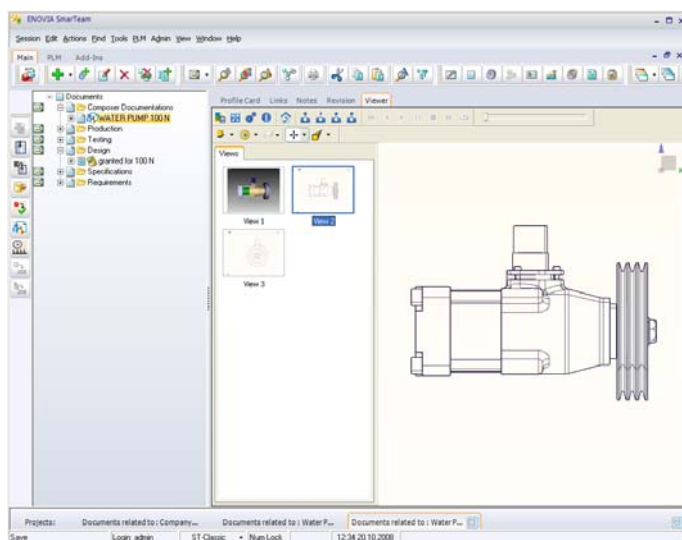 ENOVIA SmarTeam
Session Edit Actions Find Tools PLM Admin View Window Help
Main PLM Add-Ins
Documents
Composer Documentations
WATER PUMP 100 N
Production
Testing
Design
gianted for 100 N
Specifications
Requirements
Profile Card Links Notes Revision Viewer
Views
View 1
View 2
View 3
Projects: Documents related to : Company... Documents related to : Water P... Documents related to : Water P...
Save Login: admin ST-Classic Num Lock 12:34 20.10.2008